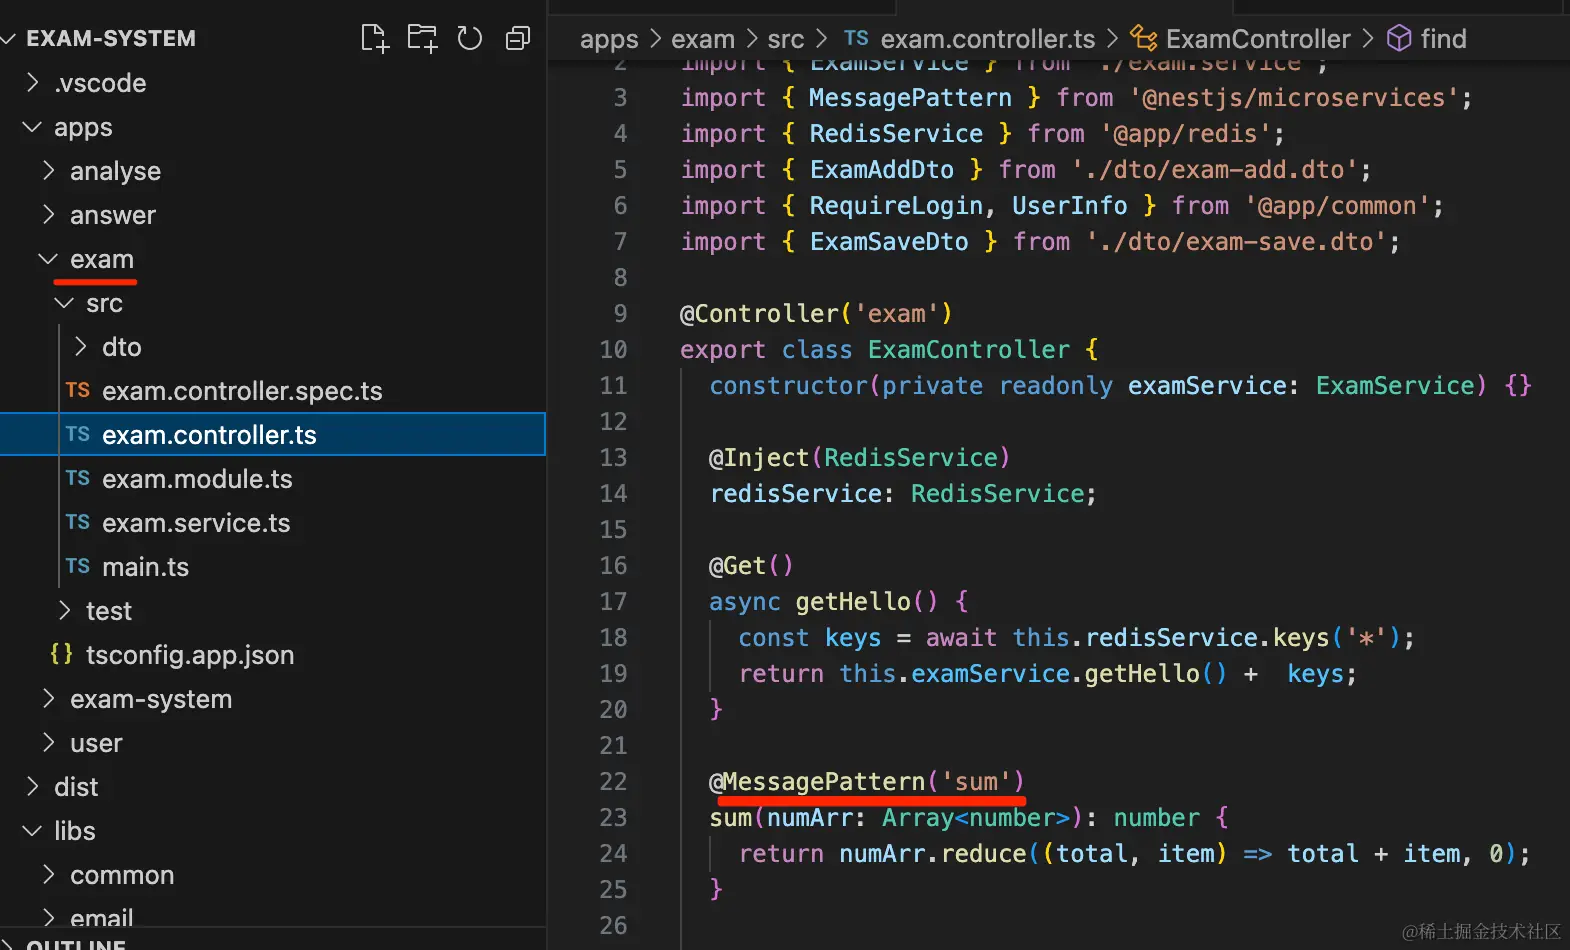 EXAM-SYSTEM
.vscode
apps
analyse
answer
exam
src
dto
TS exam.controller.spec.ts
TS exam.controller.ts
TS exam.module.ts
TS exam.service.ts
TS main.ts
test
{} tsconfig.app.json
exam-system
user
dist
libs
common
email
OUTLINE
apps > exam > src > TS exam.controller.ts > ExamController > find
2 import { ExamService } from './exam.service';
3 import { MessagePattern } from '@nestjs/microservices';
4 import { RedisService } from '@app/redis';
5 import { ExamAddDto } from './dto/exam-add.dto';
6 import { RequireLogin, UserInfo } from '@app/common';
7 import { ExamSaveDto } from './dto/exam-save.dto';
8
9 @Controller('exam')
10 export class ExamController {
11 constructor(private readonly examService: ExamService) {}
12
13 @Inject(RedisService)
14 redisService: RedisService;
15
16 @Get()
17 async getHello() {
18 const keys = await this.redisService.keys('*');
19 return this.examService.getHello() +  keys;
20 }
21
22 @MessagePattern('sum')
23 sum(numArr: Array<number>): number {
24 return numArr.reduce((total, item) => total + item, 0);
25 }
26
@稀土掘金技术社区